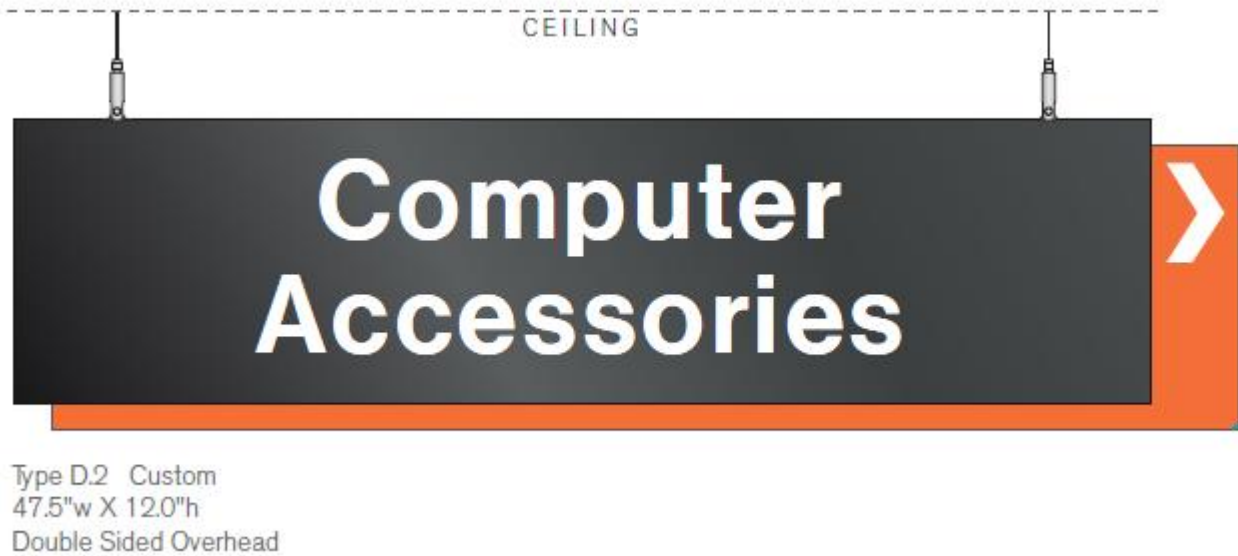 CEILING
Computer
Accessories
Type D.2 Custom
47.5"w X 12.0"h
Double Sided Overhead